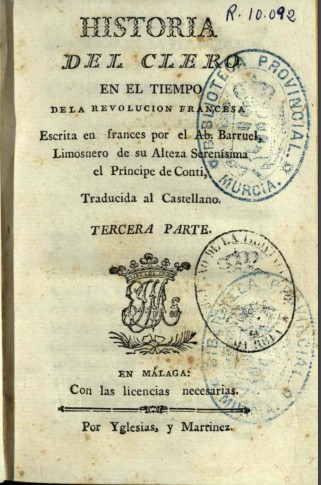 R. 10.092
HISTORIA
DEL CLERO
EN EL TIEMPO
DE LA REVOLUCION FRANCESA
Escrita en frances por el Ab. Barruel,
Limosnero de su Alteza Serenísima
el Príncipe de Conti,
Traducida al Castellano.
TERCERA PARTE.
BIBLIOTECA PROVINCIAL
MURCIA.
EN MÁLAGA:
Con las licencias necesarias.
Por Yglesias, y Martinez.